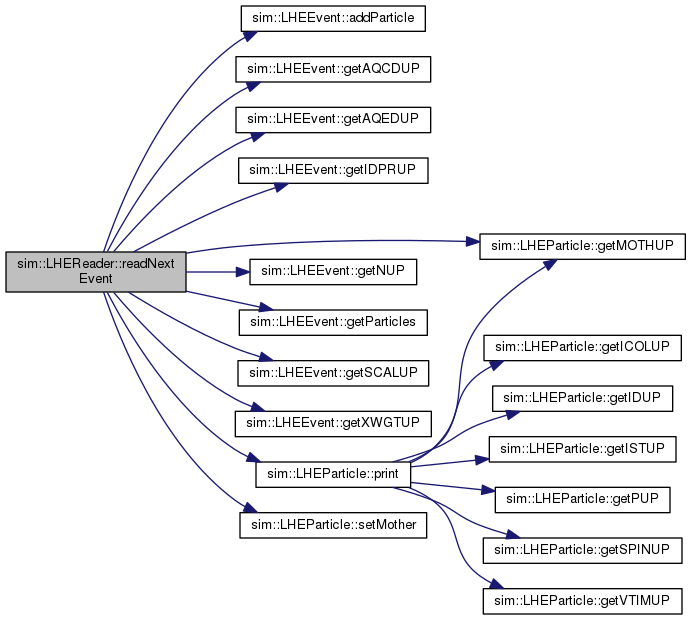 sim::LHEEvent::addParticle
sim::LHEEvent::getAQCDUP
sim::LHEEvent::getAQEDUP
sim::LHEEvent::getIDPRUP
sim::LHEReader::readNext
Event
sim::LHEParticle::getMOTHUP
sim::LHEEvent::getNUP
sim::LHEEvent::getParticles
sim::LHEParticle::getICOLUP
sim::LHEEvent::getSCALUP
sim::LHEParticle::getIDUP
sim::LHEEvent::getXWGTUP
sim::LHEParticle::getISTUP
sim::LHEParticle::print
sim::LHEParticle::getPUP
sim::LHEParticle::setMother
sim::LHEParticle::getSPINUP
sim::LHEParticle::getVTIMUP